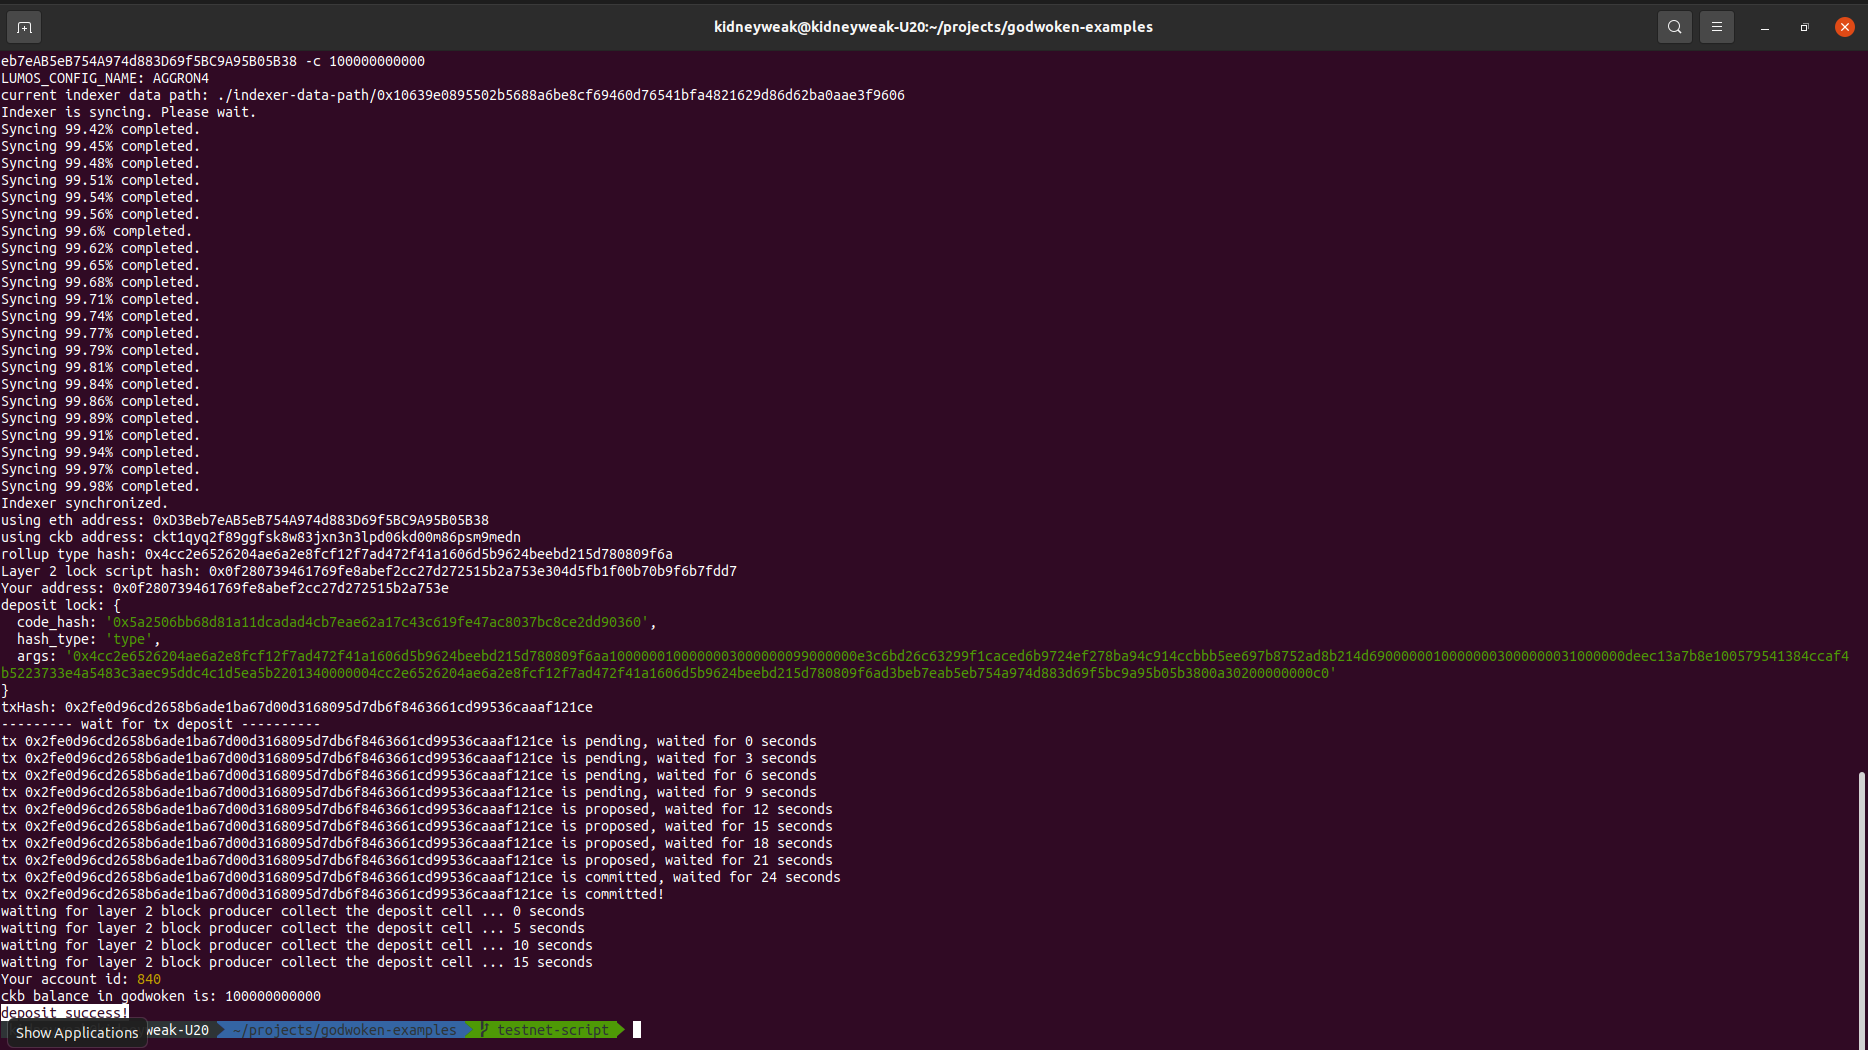 kidneyweak@kidneyweak-U20:~/projects/godwoken-examples
eb7eAB5eB754A974d883D69f5BC9A95B05B38 -c 100000000000
LUMOS_CONFIG_NAME: AGGRON4
current indexer data path: ./indexer-data-path/0x10639e0895502b5688a6be8cf69460d76541bfa4821629d86d62ba0aae3f9606
Indexer is syncing. Please wait.
Syncing 99.42% completed.
Syncing 99.45% completed.
Syncing 99.48% completed.
Syncing 99.51% completed.
Syncing 99.54% completed.
Syncing 99.56% completed.
Syncing 99.6% completed.
Syncing 99.62% completed.
Syncing 99.65% completed.
Syncing 99.68% completed.
Syncing 99.71% completed.
Syncing 99.74% completed.
Syncing 99.77% completed.
Syncing 99.79% completed.
Syncing 99.81% completed.
Syncing 99.84% completed.
Syncing 99.86% completed.
Syncing 99.89% completed.
Syncing 99.91% completed.
Syncing 99.94% completed.
Syncing 99.97% completed.
Syncing 99.98% completed.
Indexer synchronized.
using eth address: 0xD3Beb7eAB5eB754A974d883D69f5BC9A95B05B38
using ckb address: ckt1qyq2f89ggfsk8w83jxn3n3lpd06kd00m86psm9medn
rollup type hash: 0x4cc2e6526204ae6a2e8fcf12f7ad472f41a1606d5b9624beebd215d780809f6a
Layer 2 lock script hash: 0x0f280739461769fe8abef2cc27d272515b2a753e304d5fb1f00b70b9f6b7fdd7
Your address: 0x0f280739461769fe8abef2cc27d272515b2a753e
deposit lock: {
  code_hash: '0x5a2506bb68d81a11dcadad4cb7eae62a17c43c619fe47ac8037bc8ce2dd90360',
  hash_type: 'type',
  args: '0x4cc2e6526204ae6a2e8fcf12f7ad472f41a1606d5b9624beebd215d780809f6aa10000001000000030000000099000000e3c6bd26c63299f1caced6b9724ef278ba94c914ccbbb5ee697b8752ad8b214d690000001000000030000000031000000deec13a7b8e100579541384ccaf4
b5223733e4a5483c3aec95ddc4c1d5ea5b2201340000004cc2e6526204ae6a2e8fcf12f7ad472f41a1606d5b9624beebd215d780809f6ad3beb7eab5eb754a974d883d69f5bc9a95b05b3800a30200000000c0'
}
txHash: 0x2fe0d96cd2658b6ade1ba67d00d3168095d7db6f8463661cd99536caaaf121ce
--------- wait for tx deposit ----------
tx 0x2fe0d96cd2658b6ade1ba67d00d3168095d7db6f8463661cd99536caaaf121ce is pending, waited for 0 seconds
tx 0x2fe0d96cd2658b6ade1ba67d00d3168095d7db6f8463661cd99536caaaf121ce is pending, waited for 3 seconds
tx 0x2fe0d96cd2658b6ade1ba67d00d3168095d7db6f8463661cd99536caaaf121ce is pending, waited for 6 seconds
tx 0x2fe0d96cd2658b6ade1ba67d00d3168095d7db6f8463661cd99536caaaf121ce is pending, waited for 9 seconds
tx 0x2fe0d96cd2658b6ade1ba67d00d3168095d7db6f8463661cd99536caaaf121ce is proposed, waited for 12 seconds
tx 0x2fe0d96cd2658b6ade1ba67d00d3168095d7db6f8463661cd99536caaaf121ce is proposed, waited for 15 seconds
tx 0x2fe0d96cd2658b6ade1ba67d00d3168095d7db6f8463661cd99536caaaf121ce is proposed, waited for 18 seconds
tx 0x2fe0d96cd2658b6ade1ba67d00d3168095d7db6f8463661cd99536caaaf121ce is proposed, waited for 21 seconds
tx 0x2fe0d96cd2658b6ade1ba67d00d3168095d7db6f8463661cd99536caaaf121ce is committed, waited for 24 seconds
tx 0x2fe0d96cd2658b6ade1ba67d00d3168095d7db6f8463661cd99536caaaf121ce is committed!
waiting for layer 2 block producer collect the deposit cell ... 0 seconds
waiting for layer 2 block producer collect the deposit cell ... 5 seconds
waiting for layer 2 block producer collect the deposit cell ... 10 seconds
waiting for layer 2 block producer collect the deposit cell ... 15 seconds
Your account id: 840
ckb balance in godwoken is: 100000000000
deposit success!
weak-U20 ~/projects/godwoken-examples testnet-script
Show Applications